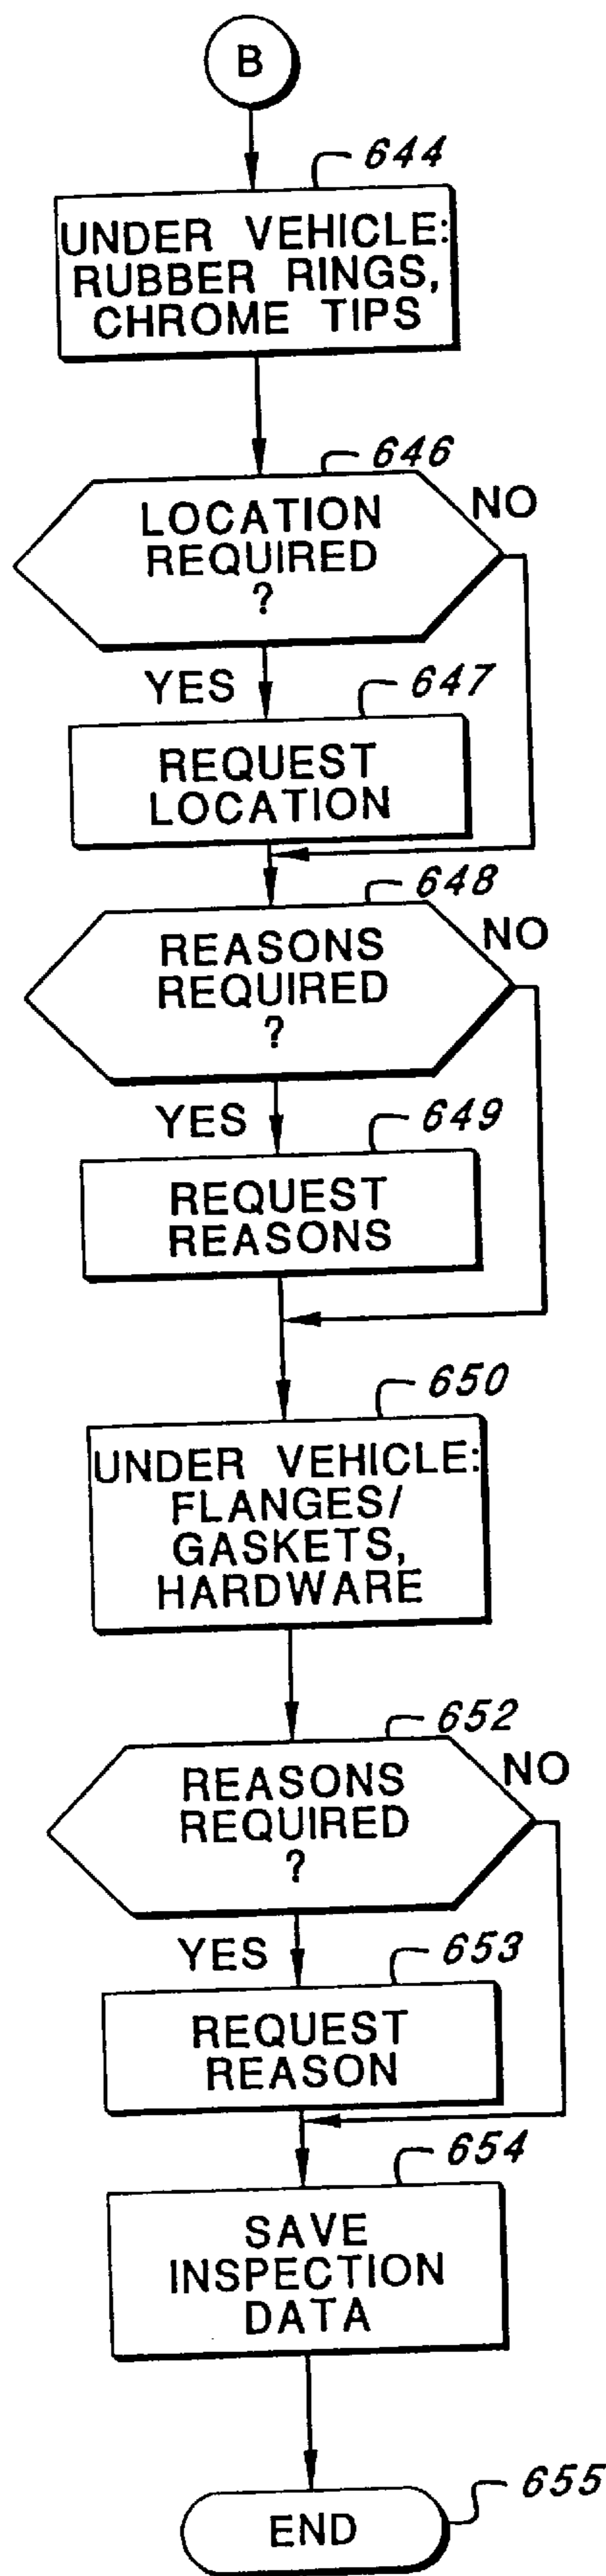 B
644
UNDER VEHICLE:
RUBBER RINGS,
CHROME TIPS
646
LOCATION
REQUIRED
?
NO
YES
647
REQUEST
LOCATION
648
REASONS
REQUIRED
?
NO
YES
649
REQUEST
REASONS
650
UNDER VEHICLE:
FLANGES/
GASKETS,
HARDWARE
652
REASONS
REQUIRED
?
NO
YES
653
REQUEST
REASON
654
SAVE
INSPECTION
DATA
655
END